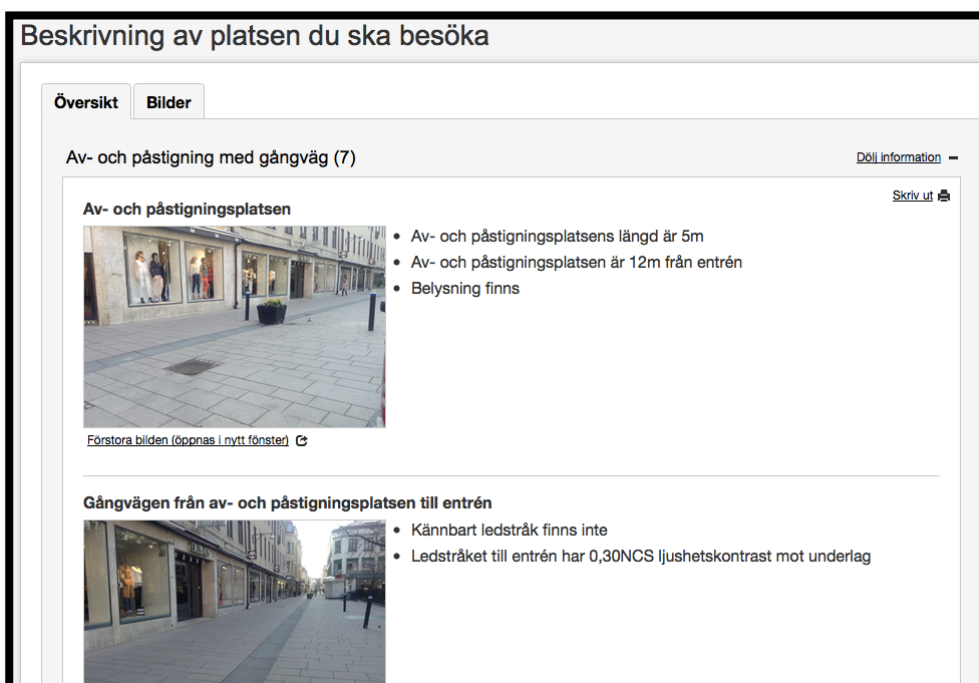 Beskrivning av platsen du ska besöka
Översikt
Bilder
Av- och påstigning med gångväg (7)
Dölj information
Skriv ut
Av- och påstigningsplatsen
Av- och påstigningsplatsens längd är 5m
Av- och påstigningsplatsen är 12m från entrén
Belysning finns
Förstora bilden (öppnas i nytt fönster)
Gångvägen från av- och påstigningsplatsen till entrén
Kännbart ledstråk finns inte
Ledstråket till entrén har 0,30NCS ljushetskontrast mot underlag